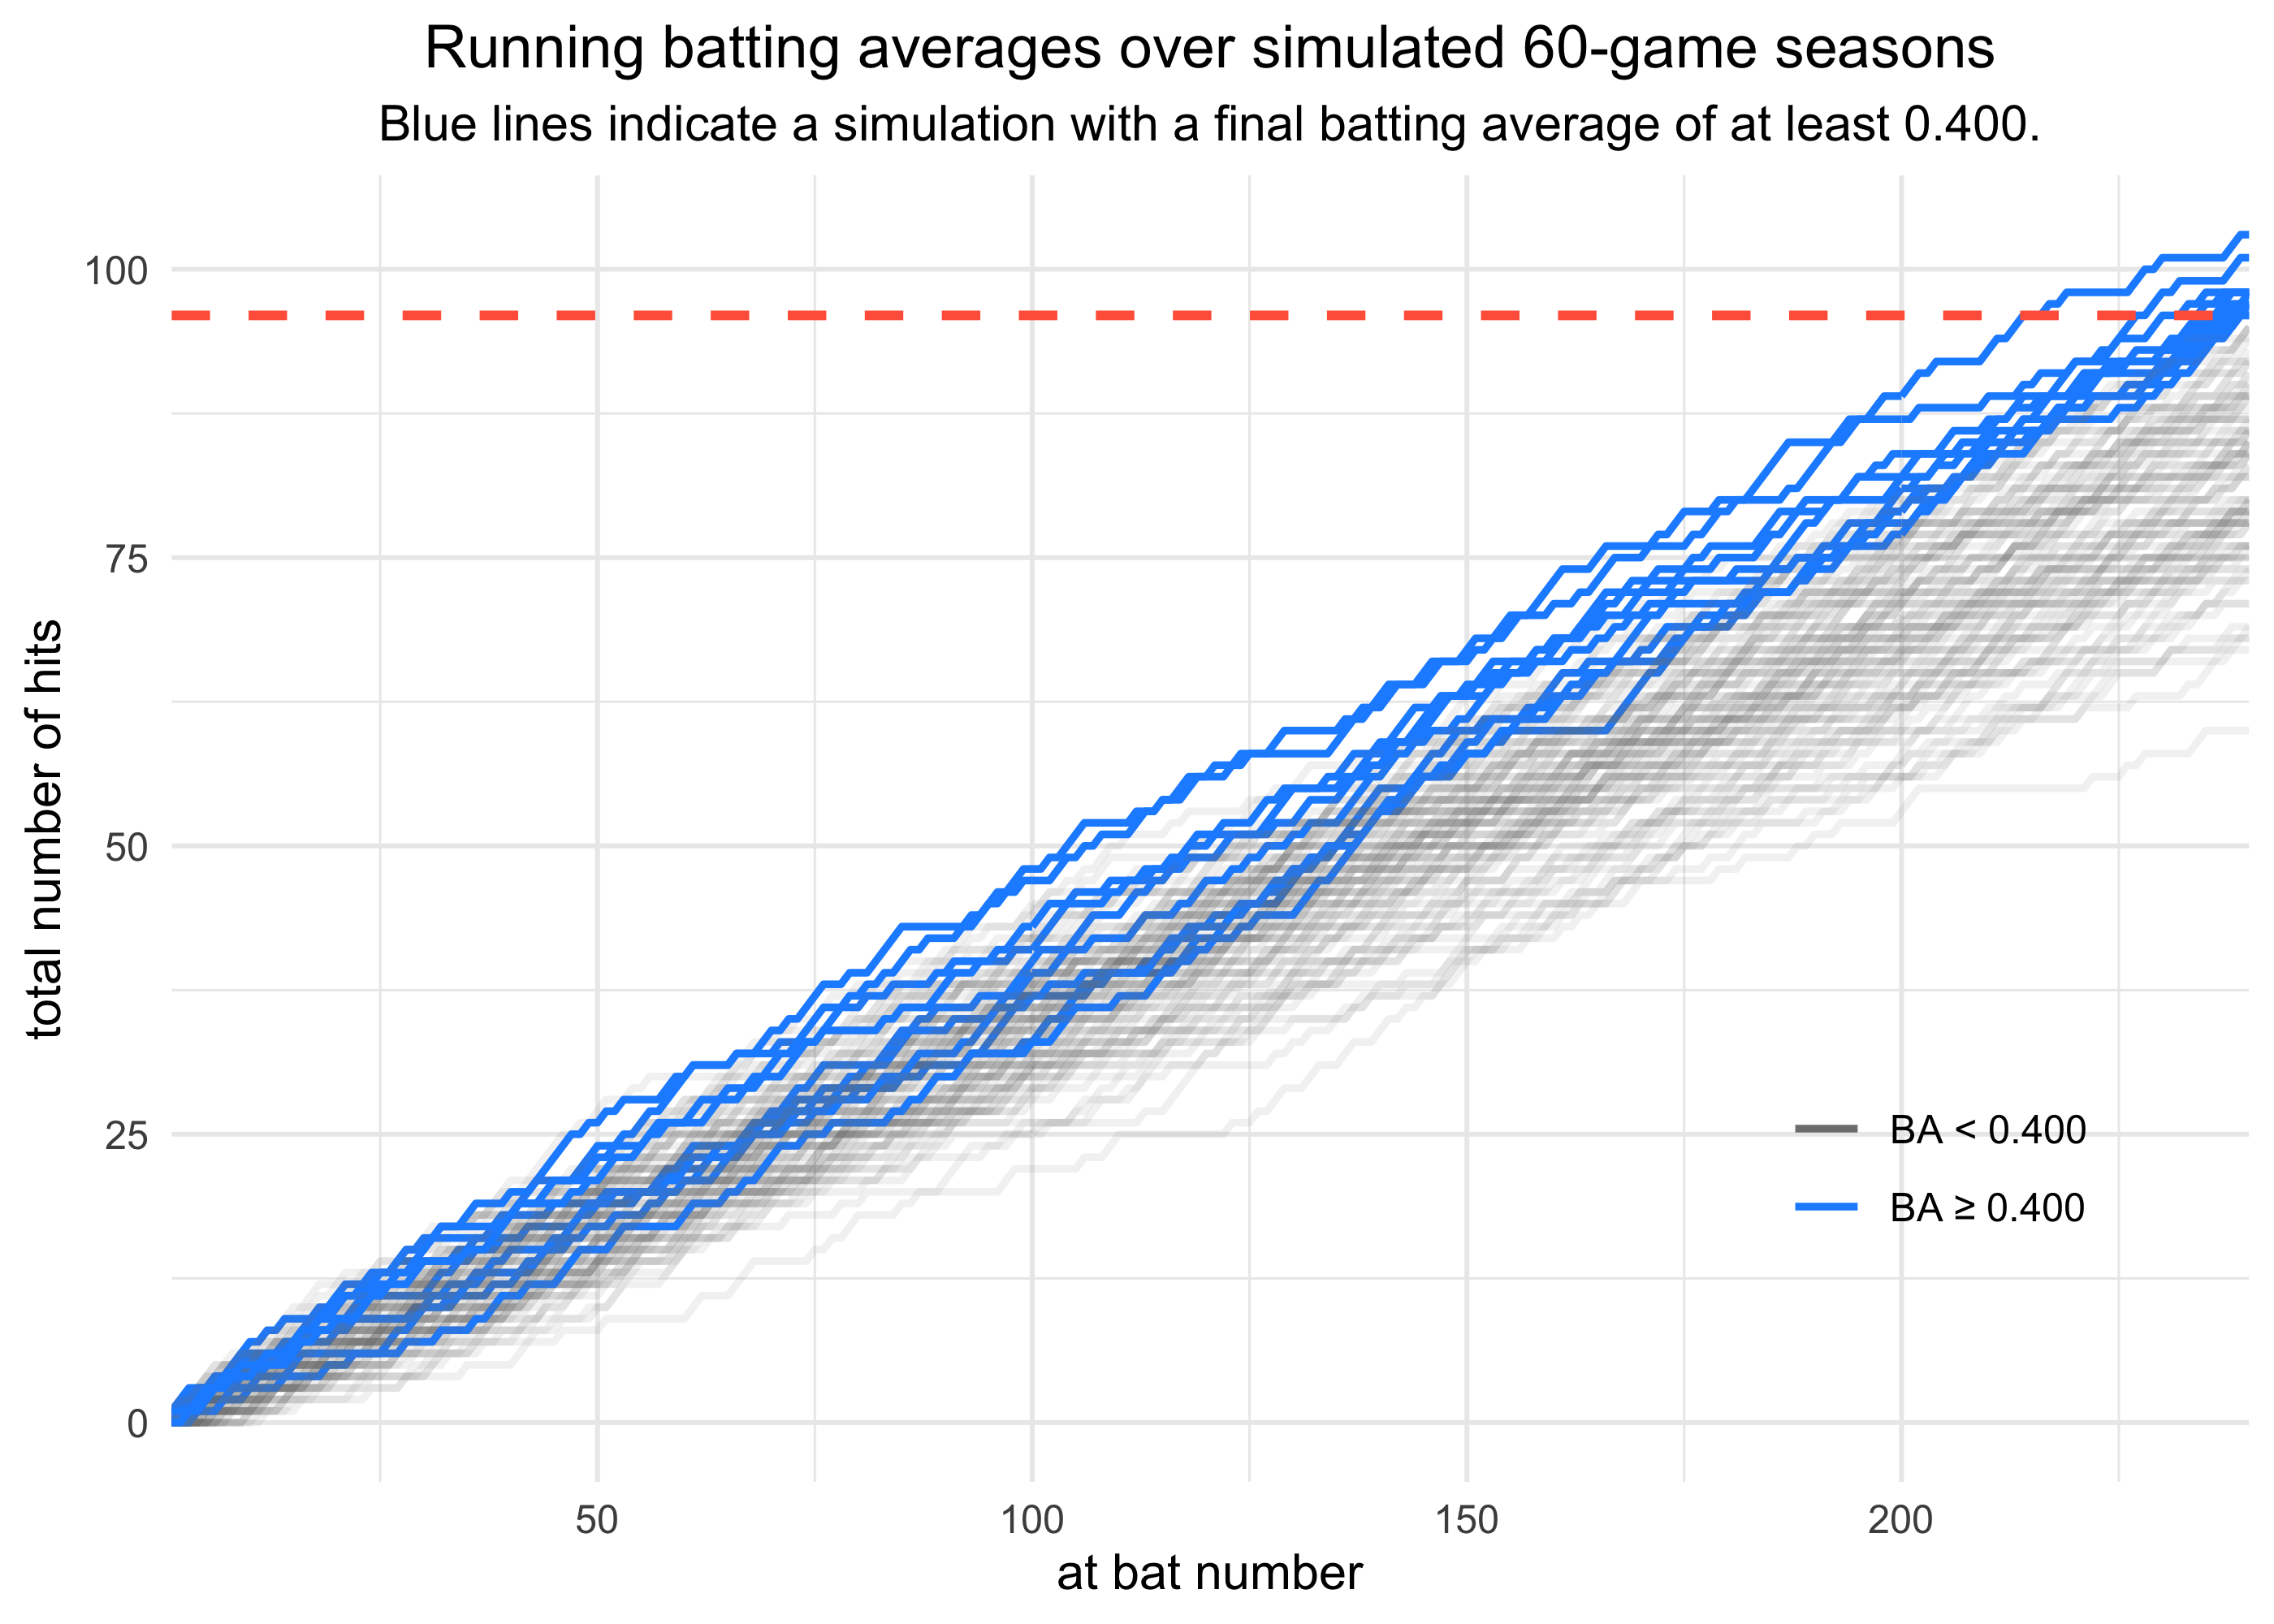 Running batting averages over simulated 60-game seasons
Blue lines indicate a simulation with a final batting average of at least 0.400.
total number of hits
100
75
50
25
0
BA < 0.400
BA ≥ 0.400
50
100
150
200
at bat number